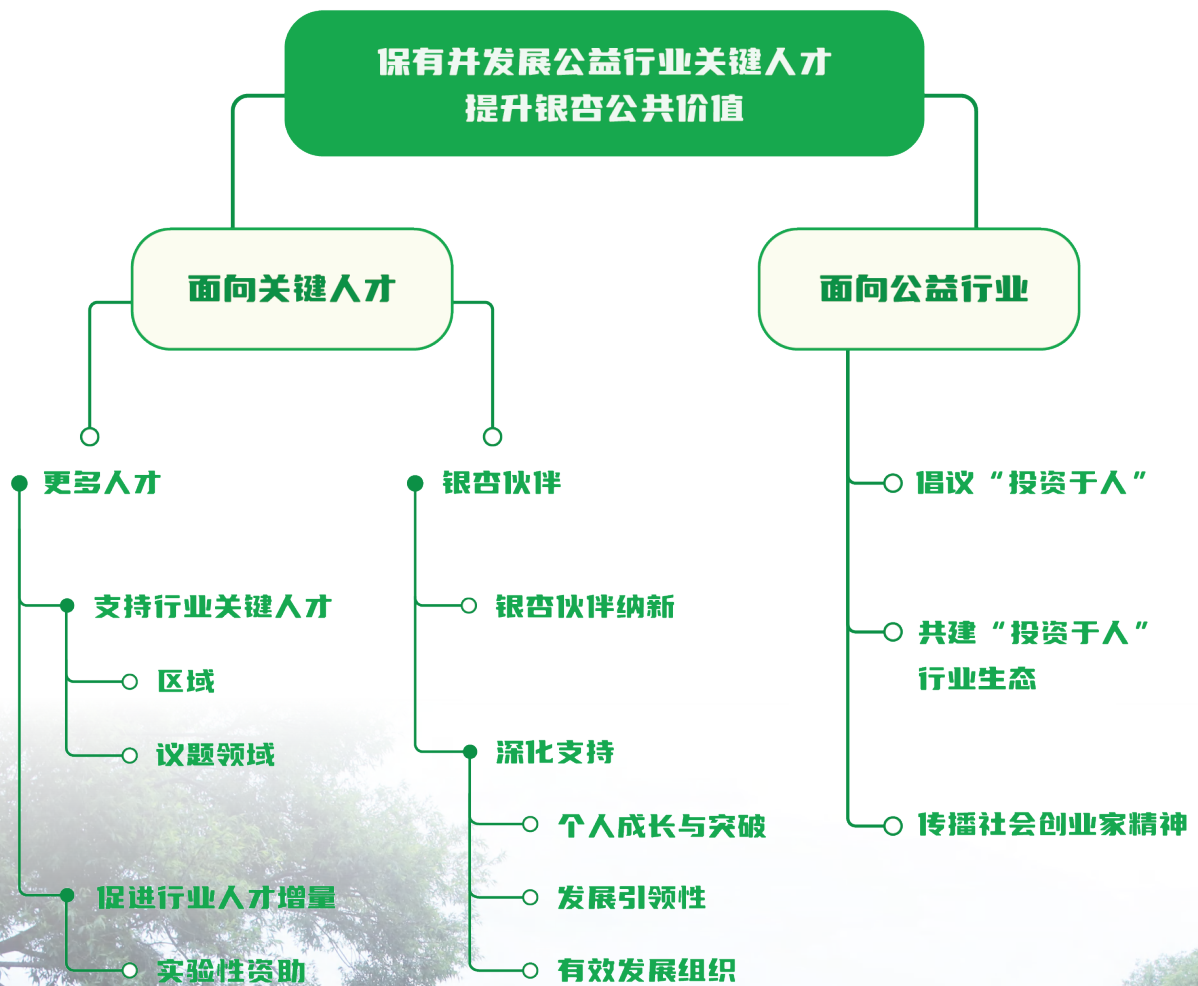 保有并发展公益行业关键人才
提升银杏公共价值
面向关键人才
更多人才
支持行业关键人才
区域
议题领域
促进行业人才增量
实验性资助
银杏伙伴
银杏伙伴纳新
深化支持
个人成长与突破
发展引领性
有效发展组织
面向公益行业
倡议“投资于人”
共建“投资于人”
行业生态
传播社会创业家精神